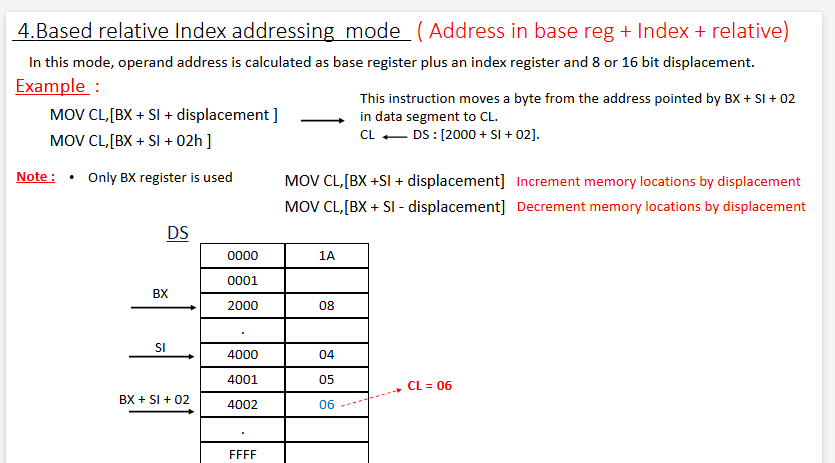 4.Based relative Index addressing mode ( Address in base reg + Index + relative)
In this mode, operand address is calculated as base register plus an index register and 8 or 16 bit displacement.
Example :
MOV CL,[BX + SI + displacement ]
MOV CL,[BX + SI + 02h ]
This instruction moves a byte from the address pointed by BX + SI + 02
in data segment to CL.
CL ← DS : [2000 + SI + 02].
Note : • Only BX register is used
MOV CL,[BX +SI + displacement] Increment memory locations by displacement
MOV CL,[BX + SI - displacement] Decrement memory locations by displacement
DS
0000 1A
0001
BX
2000 08
.
SI
4000 04
4001 05
CL = 06
BX + SI + 02
4002 06
.
FFFF